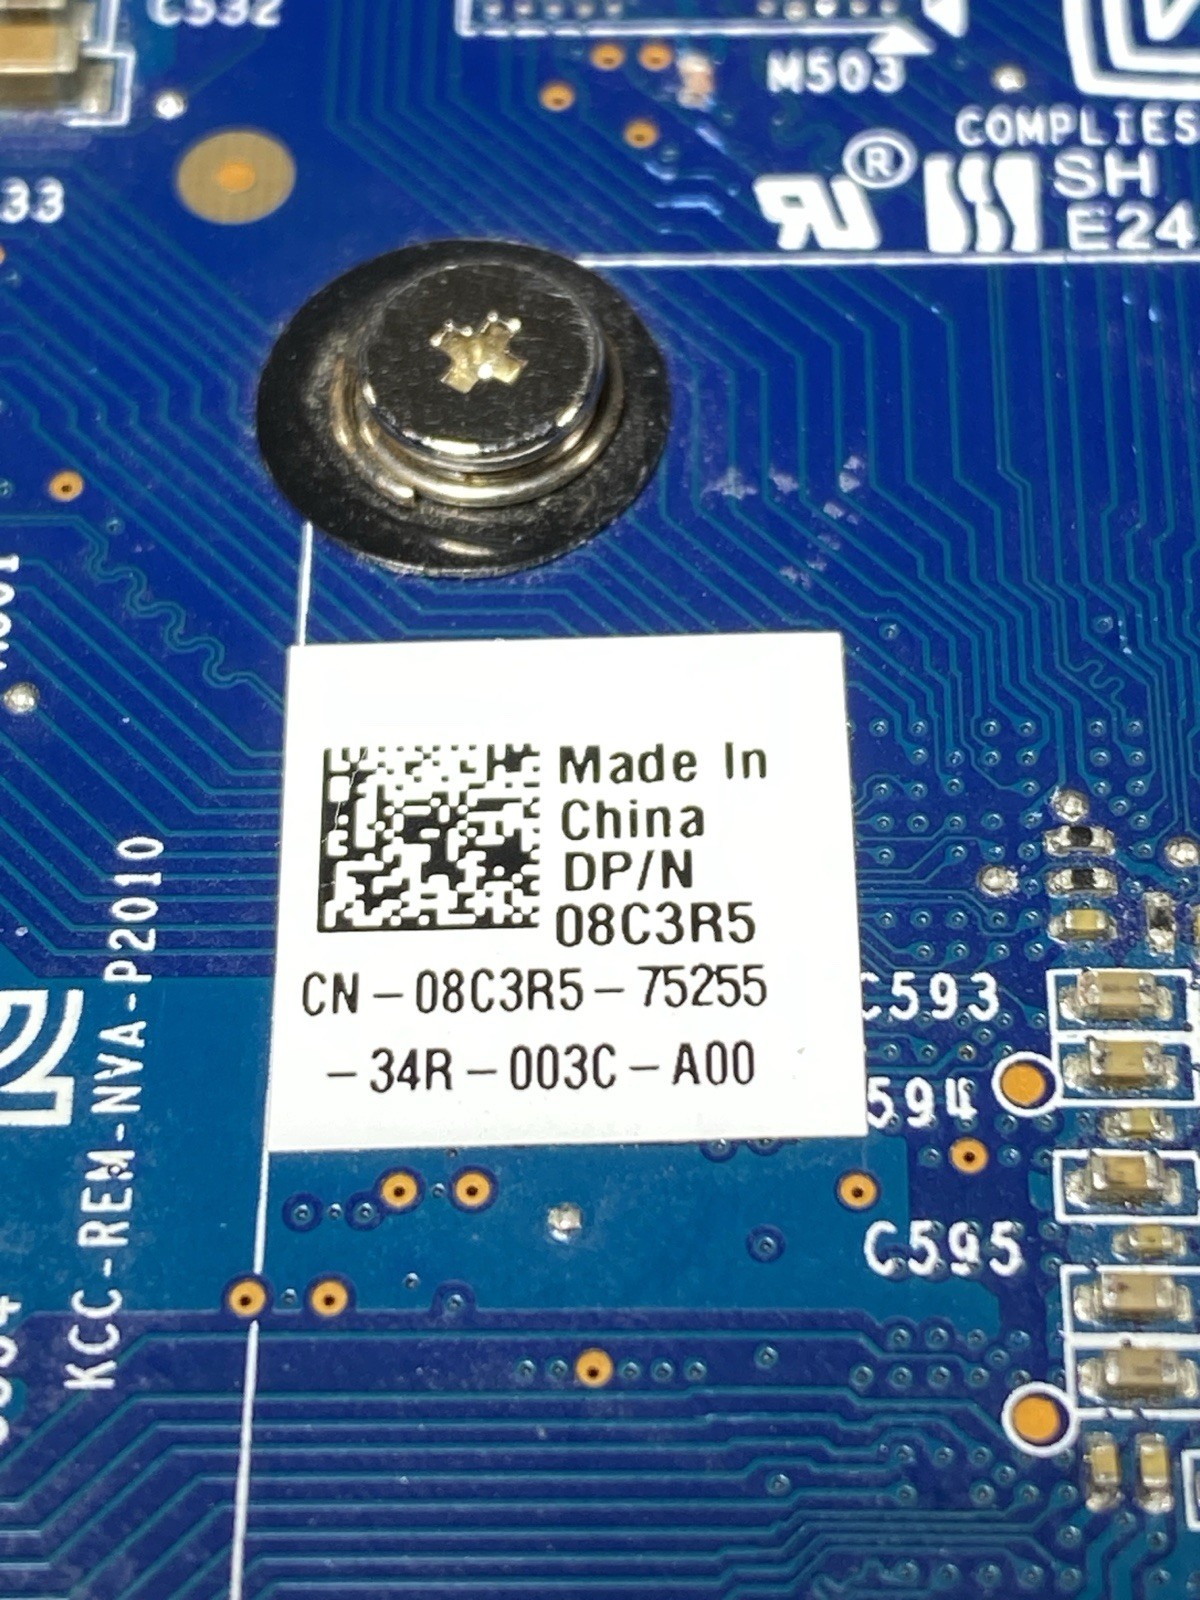 C532
M503
COMPLIES
33
®
SH
E24
Made In
China
DP/N
08C3R5
CN-08C3R5-75255
-34R-003C-A00
KCC-REM-NVA-P2010
C593
594
C595